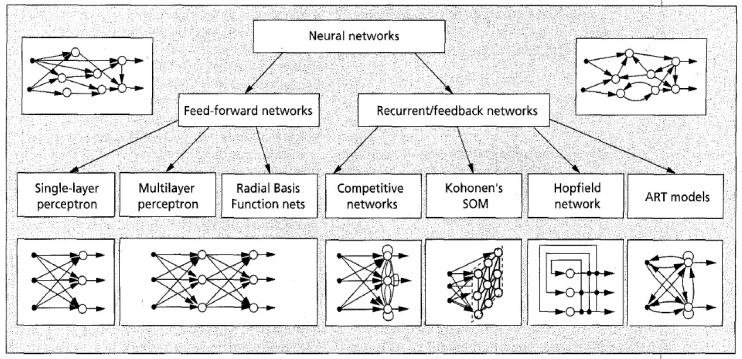 Neural networks
Feed-forward networks
Recurrent/feedback networks
Single-layer
perceptron
Multilayer
perceptron
Radial Basis
Function nets
Competitive
networks
Kohonen's
SOM
Hopfield
network
ART models